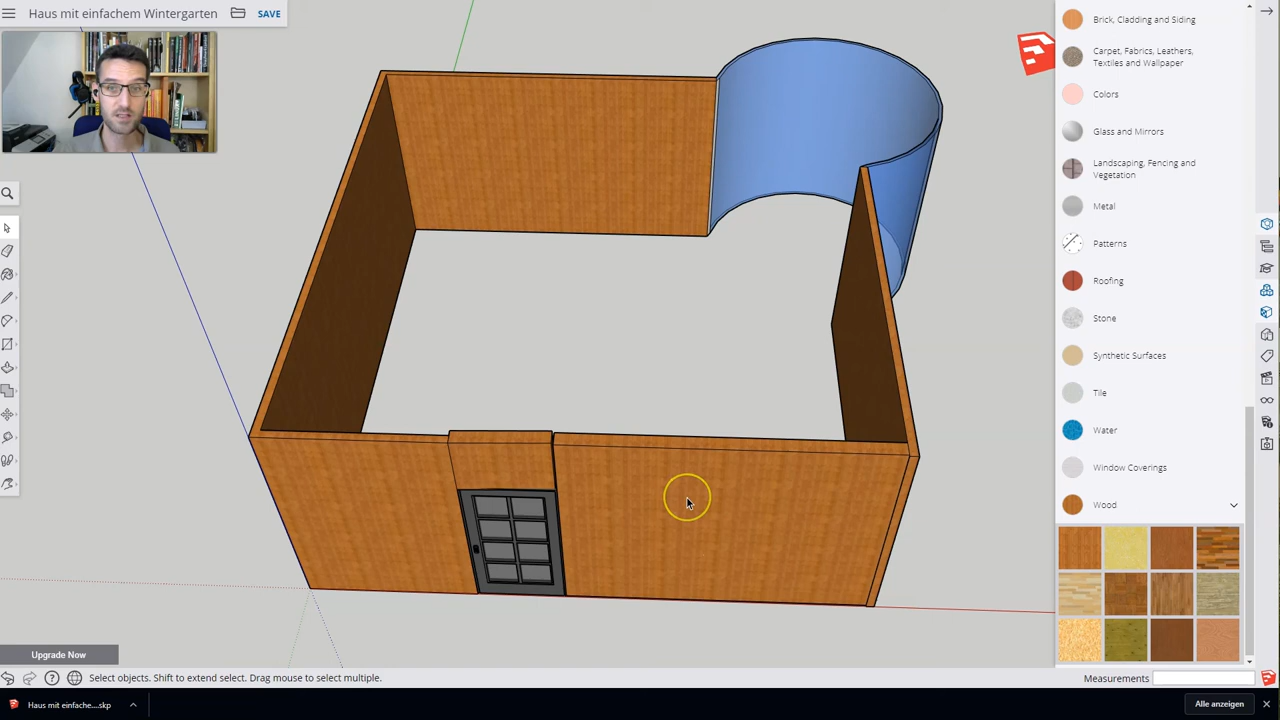 Haus mit einfachem Wintergarten
SAVE
Brick, Cladding and Siding
Carpet, Fabrics, Leathers,
Textiles and Wallpaper
Colors
Glass and Mirrors
Landscaping, Fencing and
Vegetation
Metal
Patterns
Roofing
Stone
Synthetic Surfaces
Tile
Water
Window Coverings
Wood
Upgrade Now
Select objects. Shift to extend select. Drag mouse to select multiple.
Measurements
Haus mit einfache....skp
Alle anzeigen